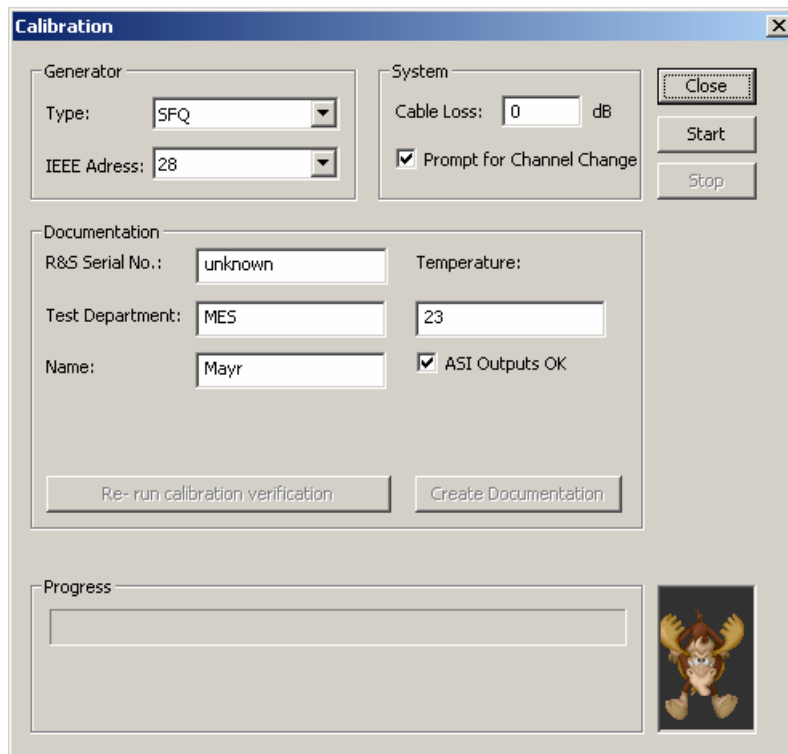 Calibration
Generator
Type: SFQ
IEEE Adress: 28
System
Cable Loss: 0 dB
Prompt for Channel Change
Close
Start
Stop
Documentation
R&S Serial No.: unknown
Temperature:
Test Department: MES
23
Name: Mayr
ASI Outputs OK
Re- run calibration verification
Create Documentation
Progress